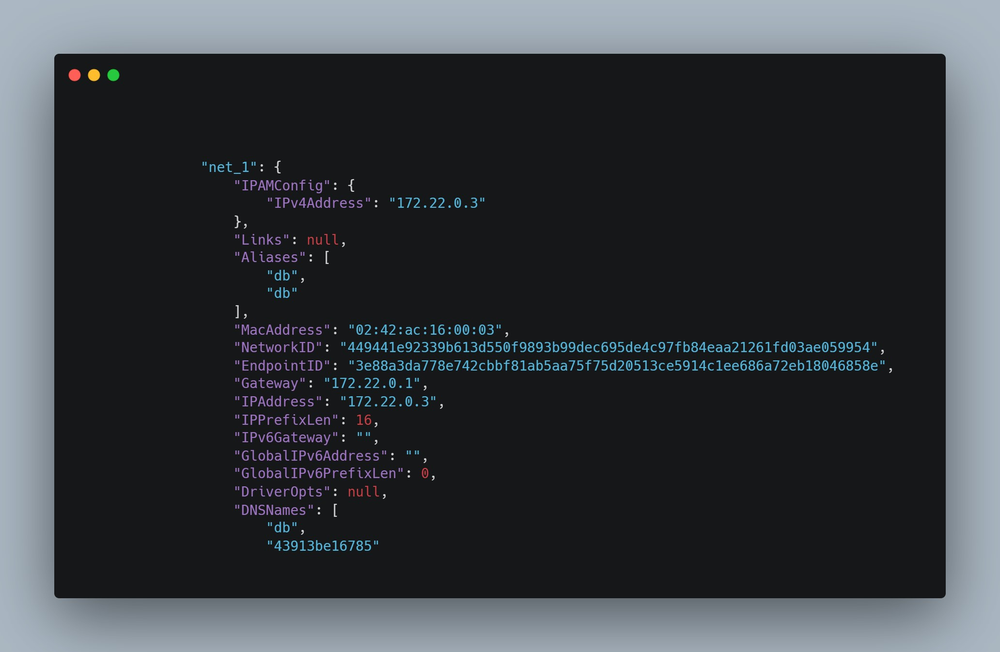 "net_1": {
"IPAMConfig": {
"IPv4Address": "172.22.0.3"
},
"Links": null,
"Aliases": [
"db",
"db"
],
"MacAddress": "02:42:ac:16:00:03",
"NetworkID": "449441e92339b613d550f9893b99dec695de4c97fb84eaa21261fd03ae059954",
"EndpointID": "3e88a3da778e742cbbf81ab5aa75f75d20513ce5914c1ee686a72eb18046858e",
"Gateway": "172.22.0.1",
"IPAddress": "172.22.0.3",
"IPPrefixLen": 16,
"IPv6Gateway": "",
"GlobalIPv6Address": "",
"GlobalIPv6PrefixLen": 0,
"DriverOpts": null,
"DNSNames": [
"db",
"43913be16785"